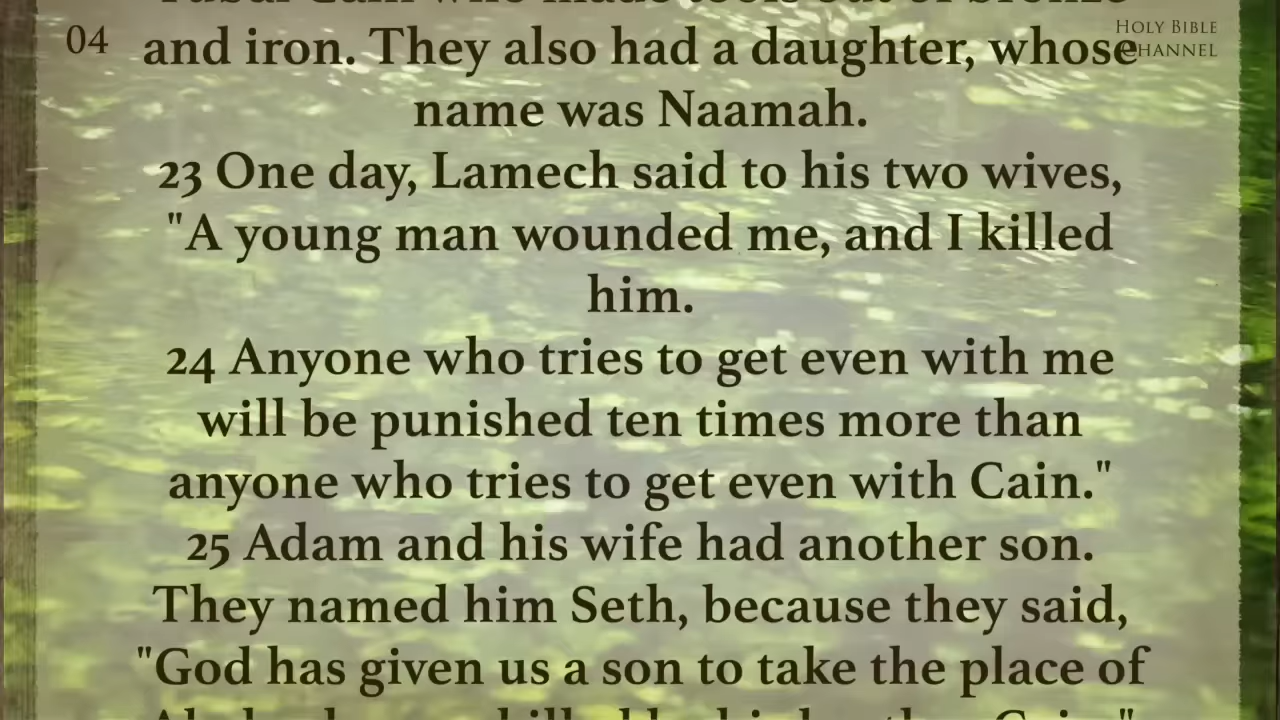 04
HOLY BIBLE
CHANNEL
and iron. They also had a daughter, whose
name was Naamah.
23 One day, Lamech said to his two wives,
"A young man wounded me, and I killed
him.
24 Anyone who tries to get even with me
will be punished ten times more than
anyone who tries to get even with Cain."
25 Adam and his wife had another son.
They named him Seth, because they said,
"God has given us a son to take the place of